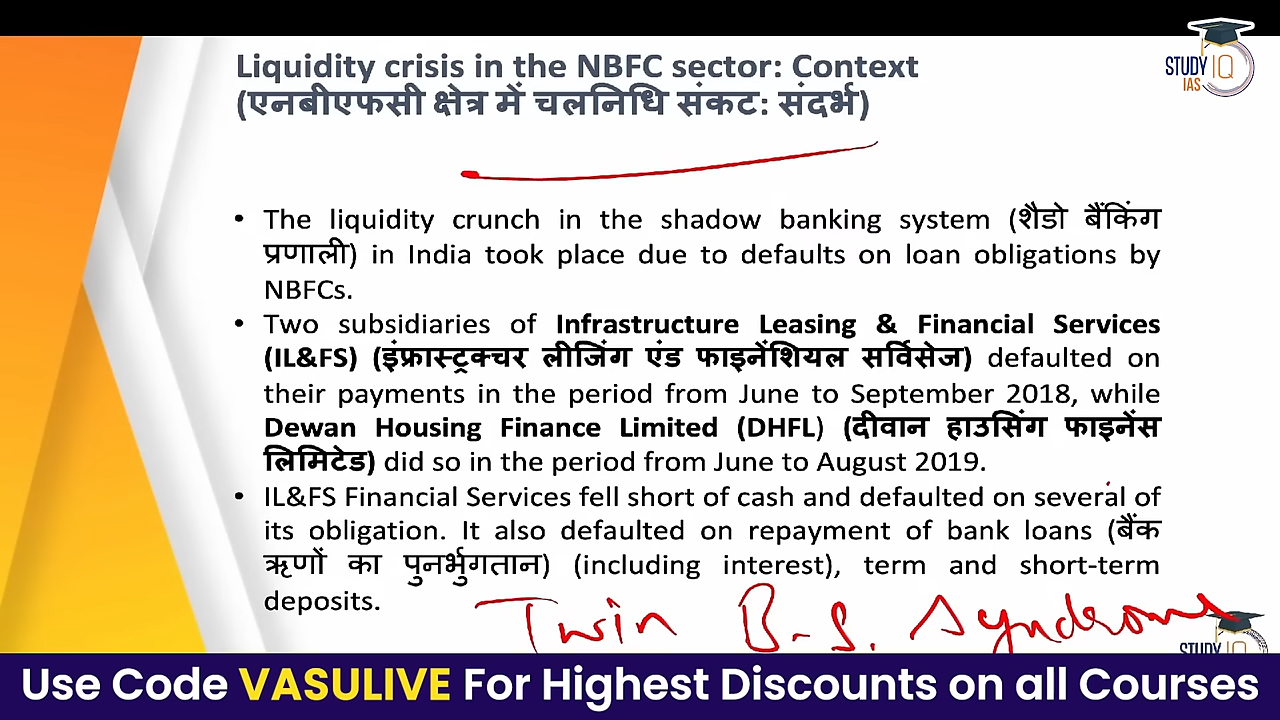 Liquidity crisis in the NBFC sector: Context
(एनबीएफसी क्षेत्र में चलनिधि संकट: संदर्भ)
STUDY IQ
IAS
• The liquidity crunch in the shadow banking system (शैडो बैंकिंग
प्रणाली) in India took place due to defaults on loan obligations by
NBFCs.
• Two subsidiaries of Infrastructure Leasing & Financial Services
(IL&FS) (इंफ्रास्ट्रक्चर लीजिंग एंड फाइनेंशियल सर्विसेज) defaulted on
their payments in the period from June to September 2018, while
Dewan Housing Finance Limited (DHFL) (दीवान हाउसिंग फाइनेंस
लिमिटेड) did so in the period from June to August 2019.
• IL&FS Financial Services fell short of cash and defaulted on several of
its obligation. It also defaulted on repayment of bank loans (बैंक
ऋणों का पुनर्भुगतान) (including interest), term and short-term
deposits.
Twin B-S. Syndrome
STUDY IQ
Use Code VASULIVE For Highest Discounts on all Courses